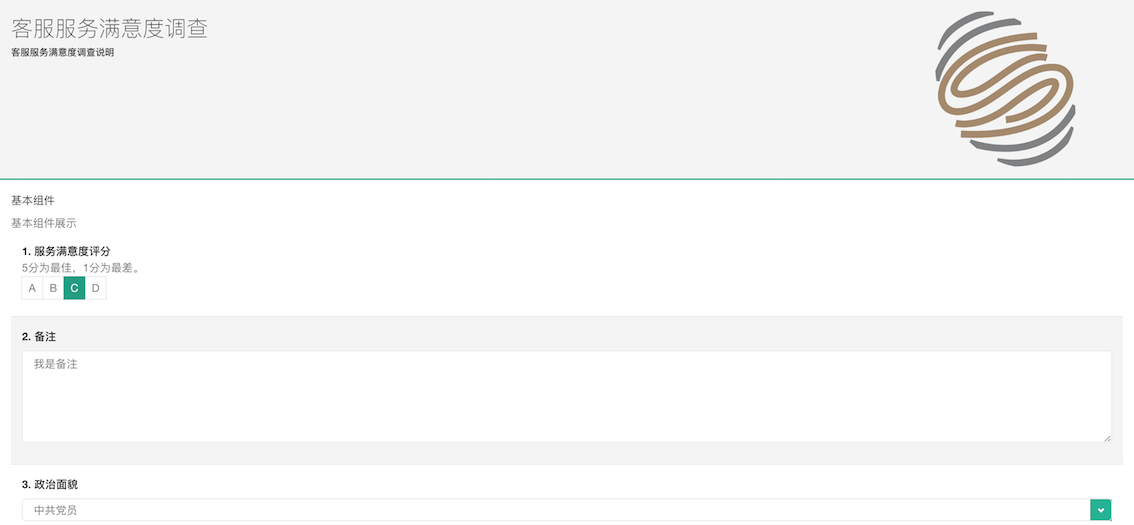 客服服务满意度调查
客服服务满意度调查说明
基本组件
基本组件展示
1. 服务满意度评分
5分为最佳，1分为最差。
A B C D
2. 备注
我是备注
3. 政治面貌
中共党员